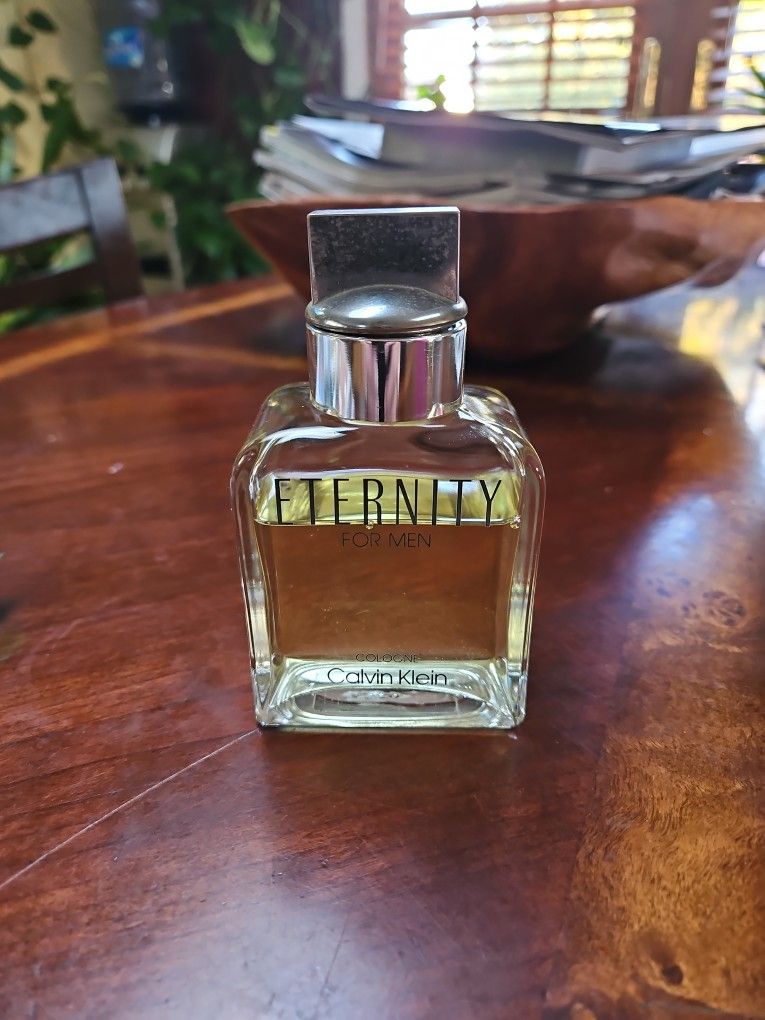 ETERNITY
FOR MEN
COLOGNE
Calvin Klein